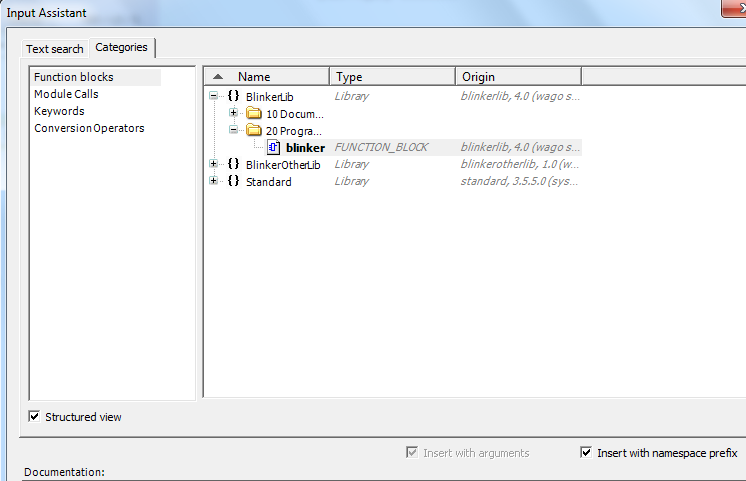 Input Assistant
Text search Categories
Function blocks
Module Calls
Keywords
ConversionOperators
Name Type Origin
BlinkerLib Library blinkerlib, 4.0 (wago s...
10 Docum...
20 Progra...
blinker FUNCTION_BLOCK blinkerlib, 4.0 (wago s...
BlinkerOtherLib Library blinkerotherlib, 1.0 (w...
Standard Library standard, 3.5.5.0 (sys...
Structured view
Insert with arguments Insert with namespace prefix
Documentation: